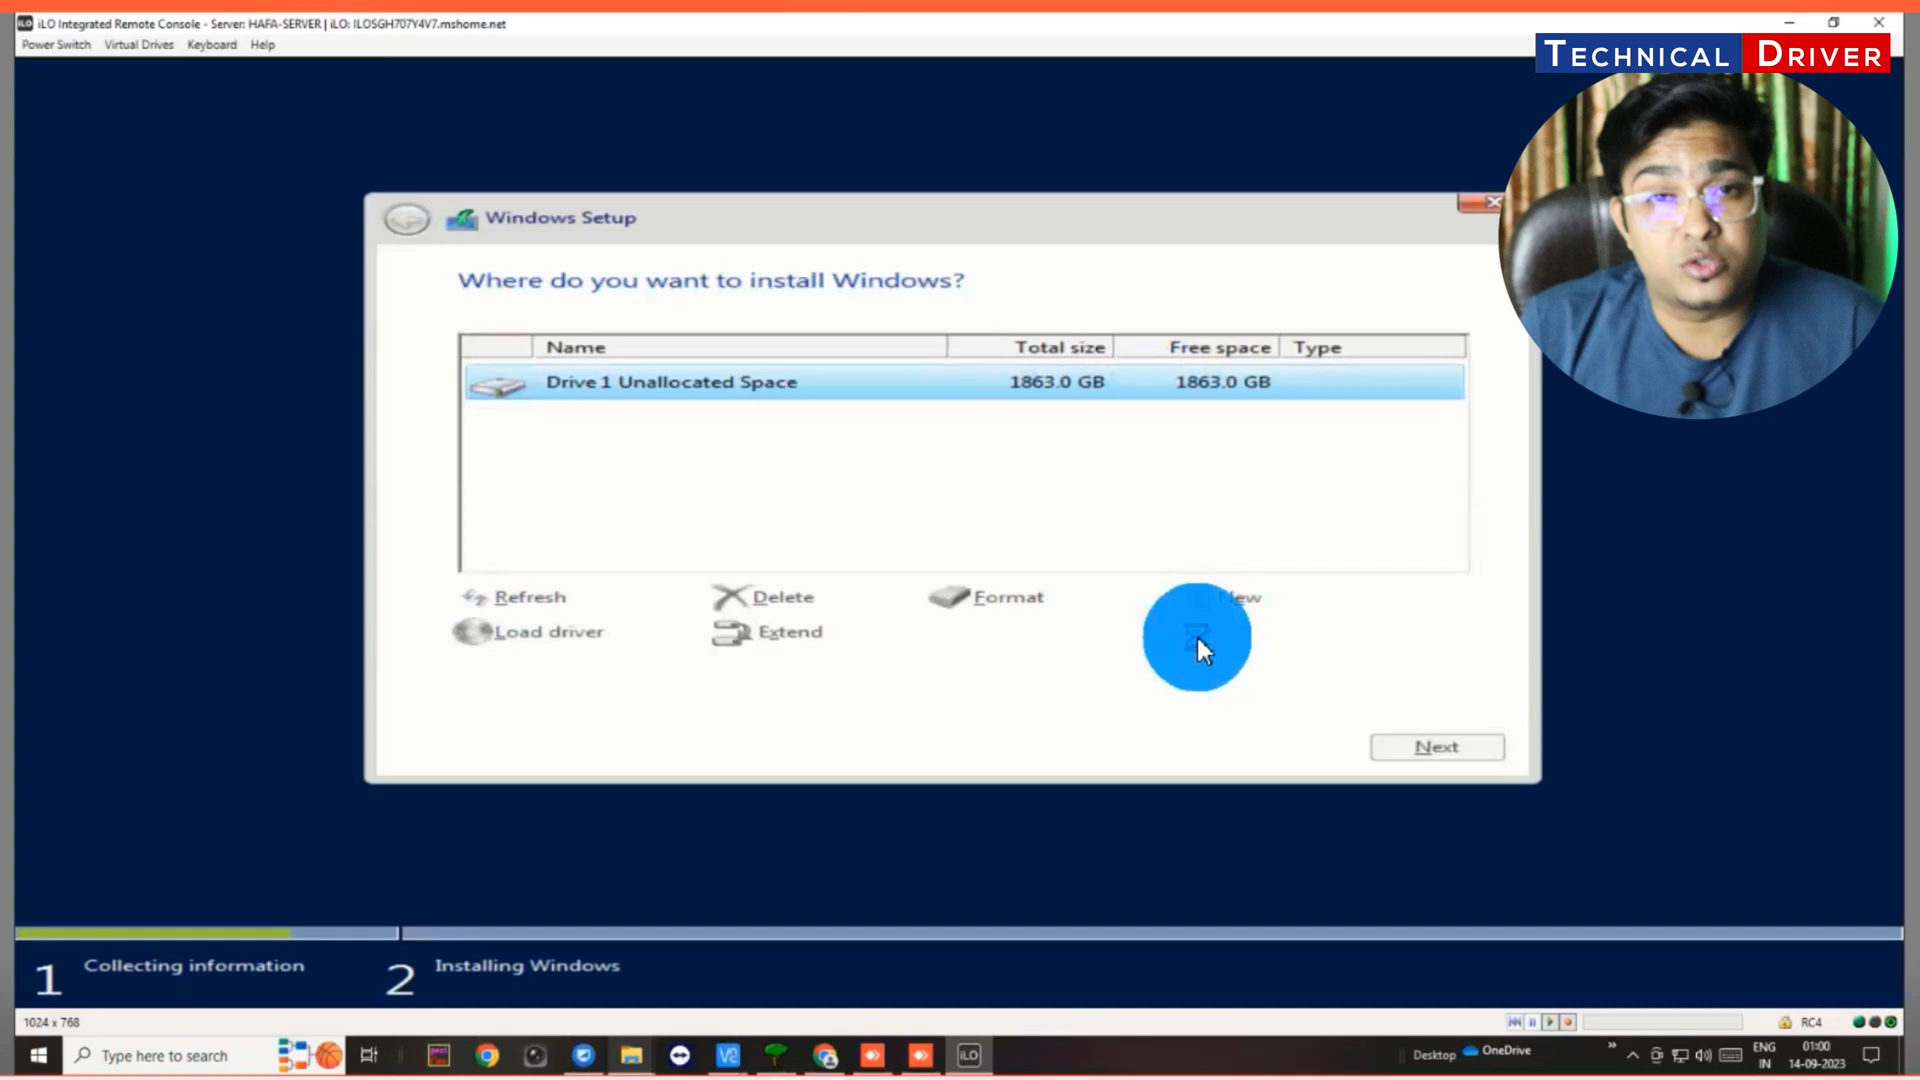 iLO Integrated Remote Console - Server: HAFA-SERVER | iLO: ILOSGH707Y4V7.mshome.net
Power Switch Virtual Drives Keyboard Help
TECHNICAL DRIVER
Windows Setup
Where do you want to install Windows?
Name Total size Free space Type
Drive 1 Unallocated Space 1863.0 GB 1863.0 GB
Refresh Delete Format New
Load driver Extend
Next
1 Collecting information 2 Installing Windows
1024 x 768
RC4
Type here to search
iLO
Desktop
OneDrive
ENG
IN
01:00
14-09-2023